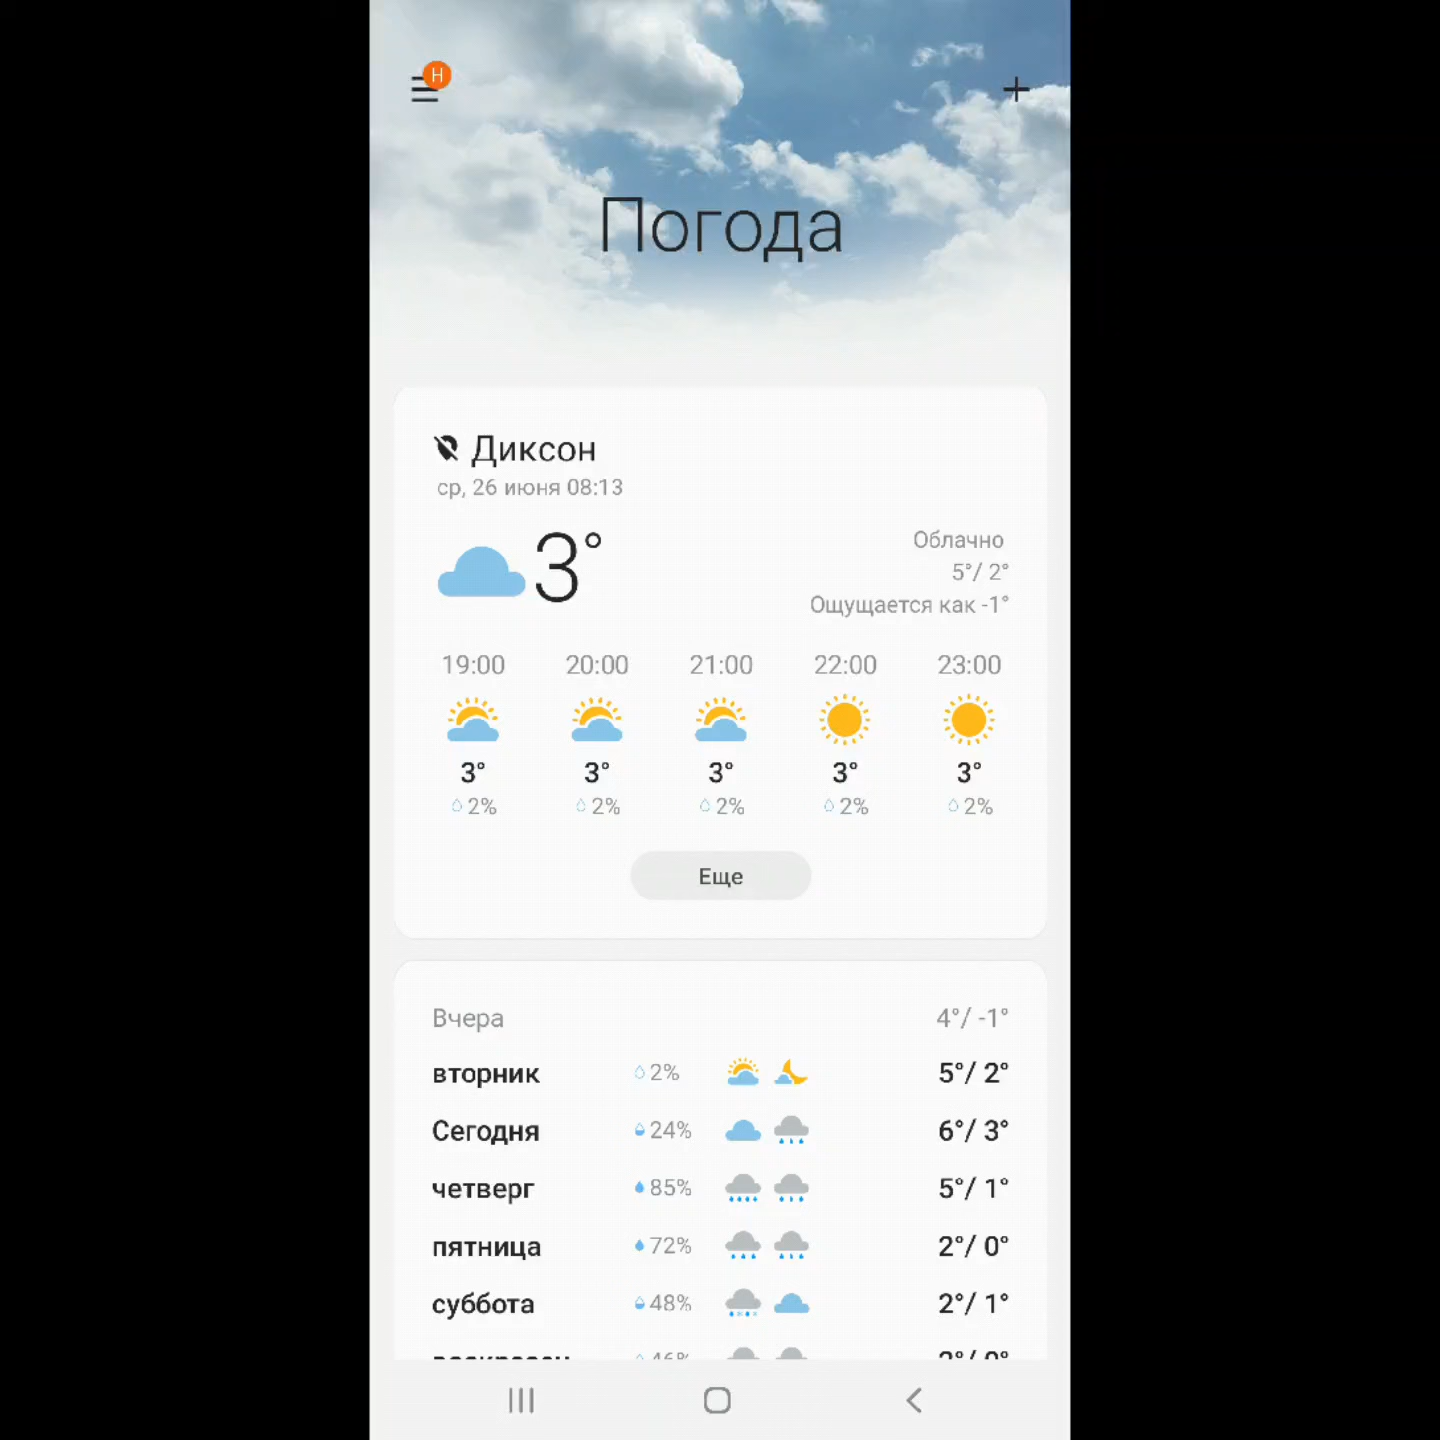 Н
Погода
Диксон
ср, 26 июня 08:13
3°
Облачно
5°/ 2°
Ощущается как -1°
19:00 20:00 21:00 22:00 23:00
3° 3° 3° 3° 3°
2% 2% 2% 2% 2%
Еще
Вчера 4°/ -1°
вторник 2% 5°/ 2°
Сегодня 24% 6°/ 3°
четверг 85% 5°/ 1°
пятница 72% 2°/ 0°
суббота 48% 2°/ 1°